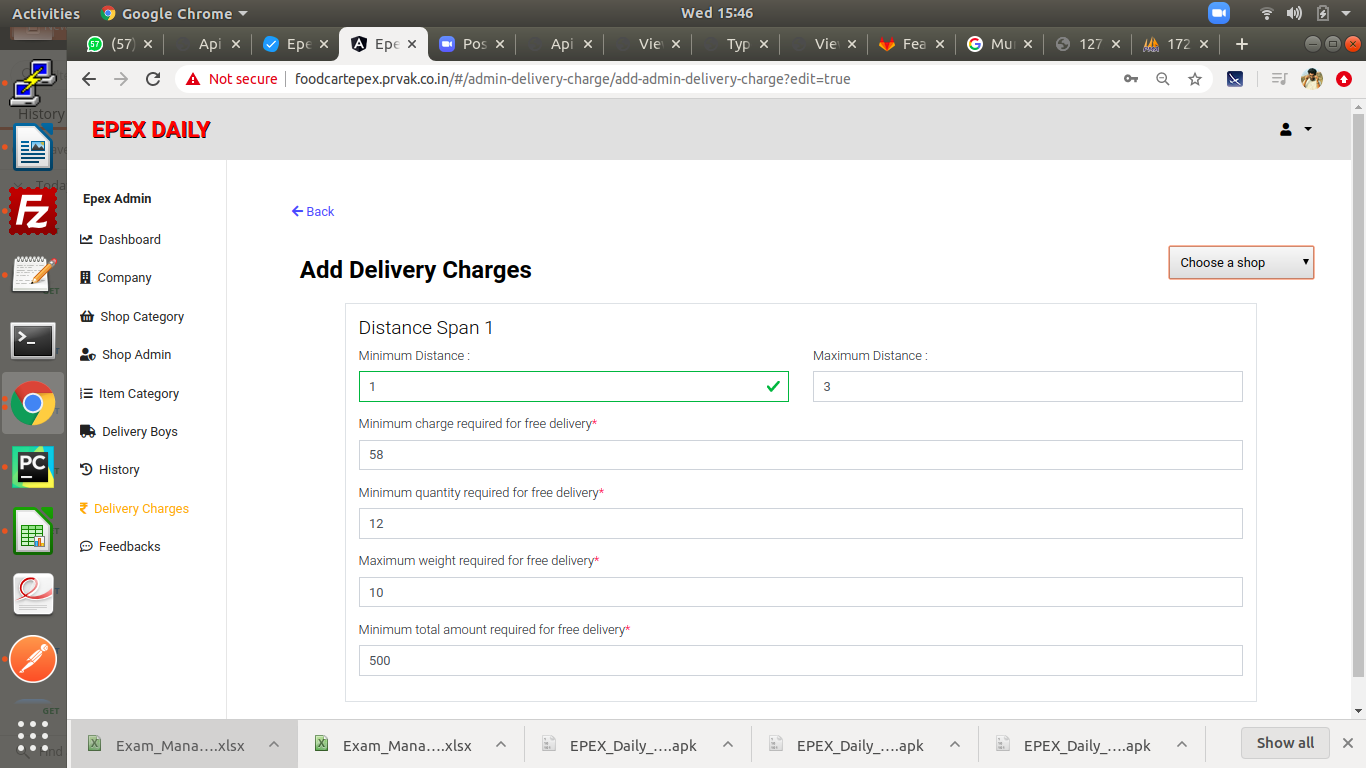 Activities
Google Chrome
Wed 15:46
(57)
Api
Epe
Epe
Pos
Api
Vie
Typ
Vie
Fea
Mu
127
172
Not secure
foodcartepex.prvak.co.in/#/admin-delivery-charge/add-admin-delivery-charge?edit=true
History
EPEX DAILY
Toda
Epex Admin
Dashboard
Company
Shop Category
Shop Admin
Item Category
Delivery Boys
History
Delivery Charges
Feedbacks
Back
Add Delivery Charges
Choose a shop
Distance Span 1
Minimum Distance :
Maximum Distance :
1
3
Minimum charge required for free delivery*
58
Minimum quantity required for free delivery*
12
Maximum weight required for free delivery*
10
Minimum total amount required for free delivery*
500
GET
Exam_Mana....xlsx
Exam_Mana....xlsx
EPEX_Daily_....apk
EPEX_Daily_....apk
EPEX_Daily_....apk
Show all